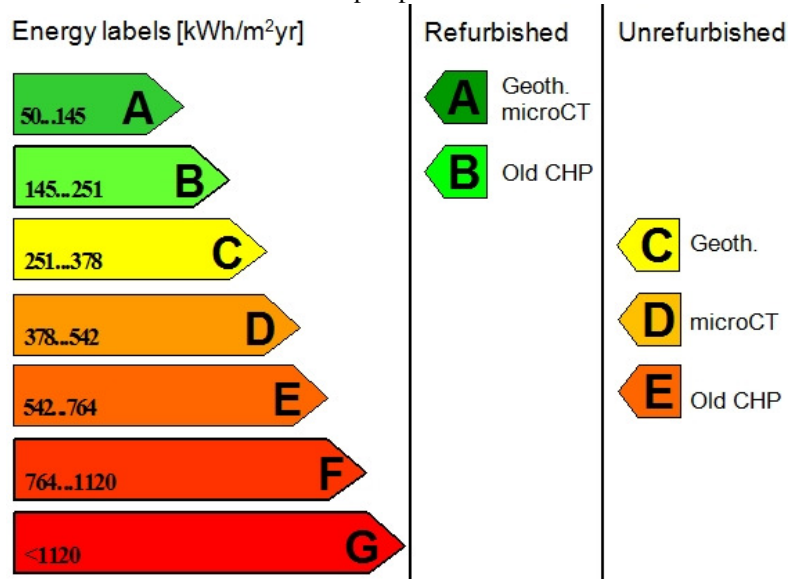 Energy labels [kWh/m²yr]
Refurbished
Unrefurbished
50...145 A
A Geoth.
microCT
145...251 B
B Old CHP
251...378 C
C Geoth.
378...542 D
D microCT
542...764 E
E Old CHP
764...1120 F
<1120 G